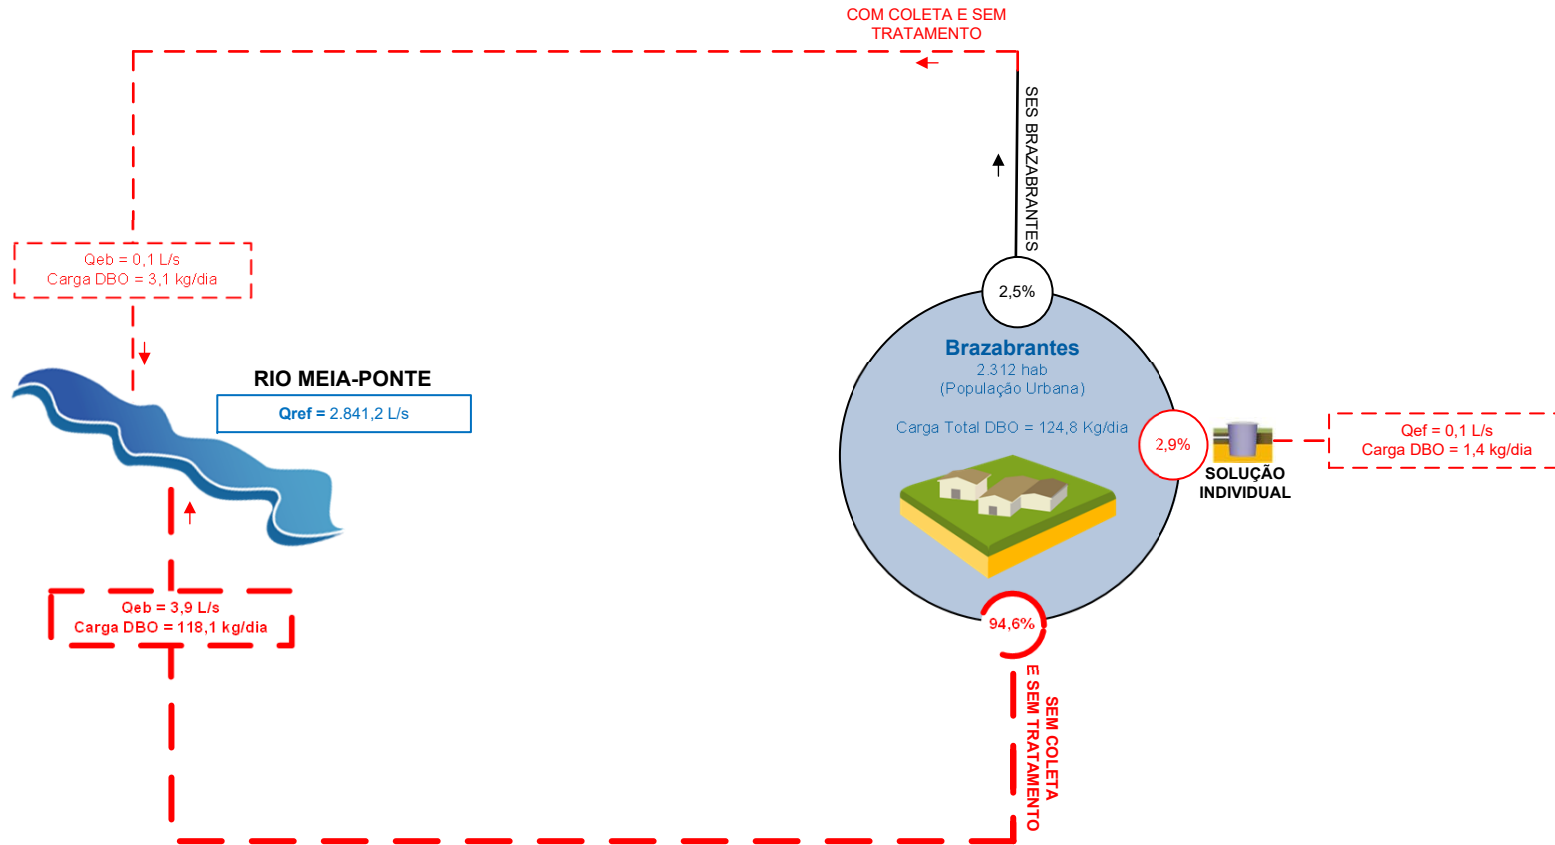 COM COLETA E SEM
TRATAMENTO
SES BRAZABRANTES
Qeb = 0,1 L/s
Carga DBO = 3,1 kg/dia
2,5%
Brazabrantes
2.312 hab
(População Urbana)
Carga Total DBO = 124,8 Kg/dia
RIO MEIA-PONTE
Qref = 2.841,2 L/s
2,9%
SOLUÇÃO
INDIVIDUAL
Qef = 0,1 L/s
Carga DBO = 1,4 kg/dia
Qeb = 3,9 L/s
Carga DBO = 118,1 kg/dia
94,6%
SEM COLETA
E SEM TRATAMENTO